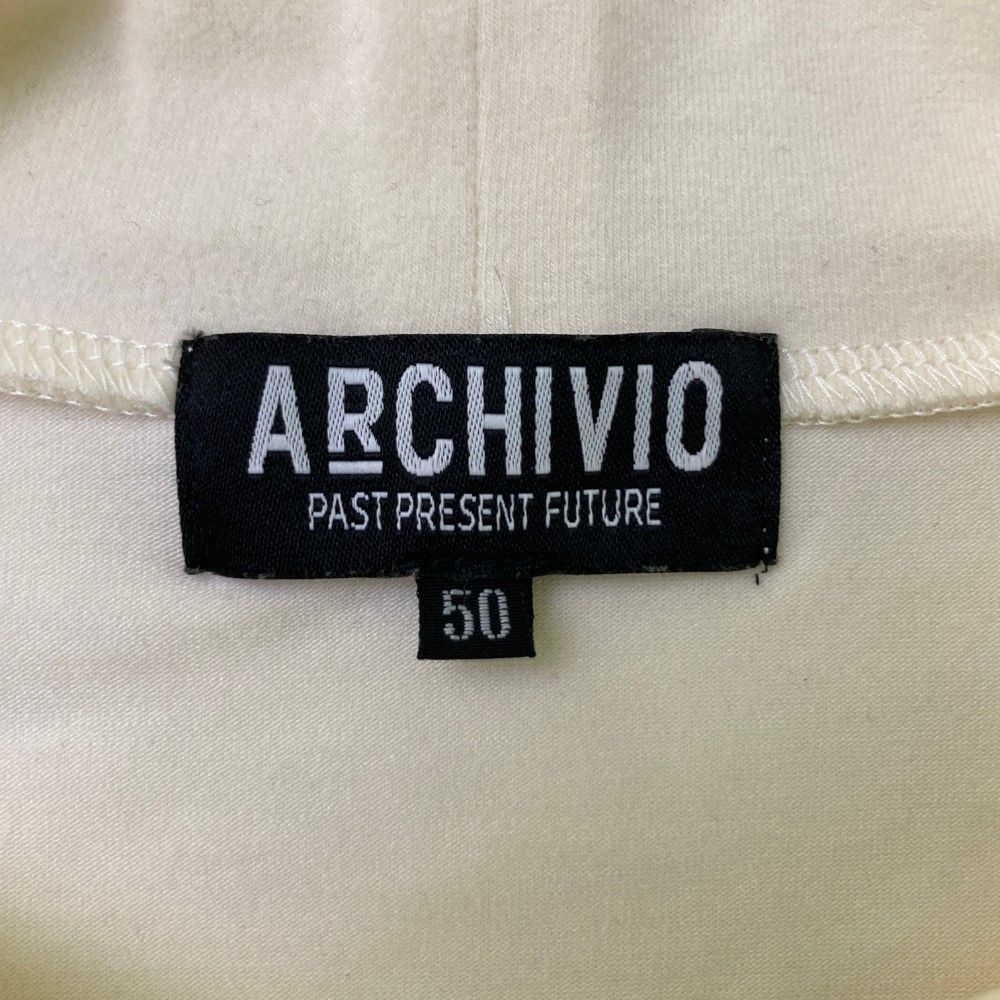 ARCHIVIO
PAST PRESENT FUTURE
50